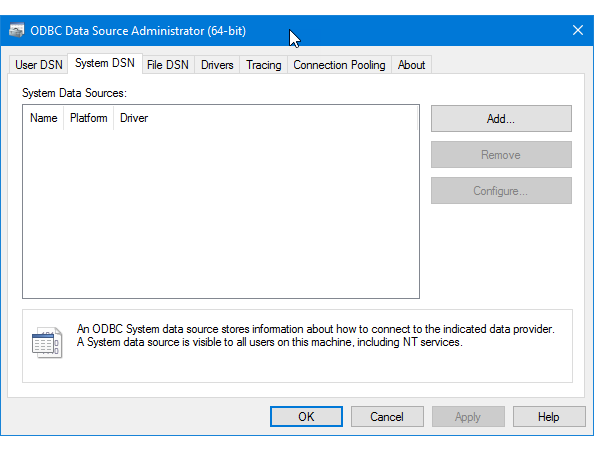 ODBC Data Source Administrator (64-bit)
User DSN System DSN File DSN Drivers Tracing Connection Pooling About
System Data Sources:
Name Platform Driver
Add...
Remove
Configure...
An ODBC System data source stores information about how to connect to the indicated data provider.
A System data source is visible to all users on this machine, including NT services.
OK Cancel Apply Help